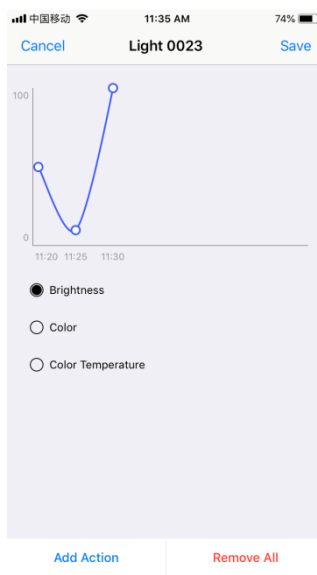 中国移动 11:35 AM 74%
Cancel Light 0023 Save
100
0
11:20 11:25 11:30
Brightness
Color
Color Temperature
Add Action Remove All